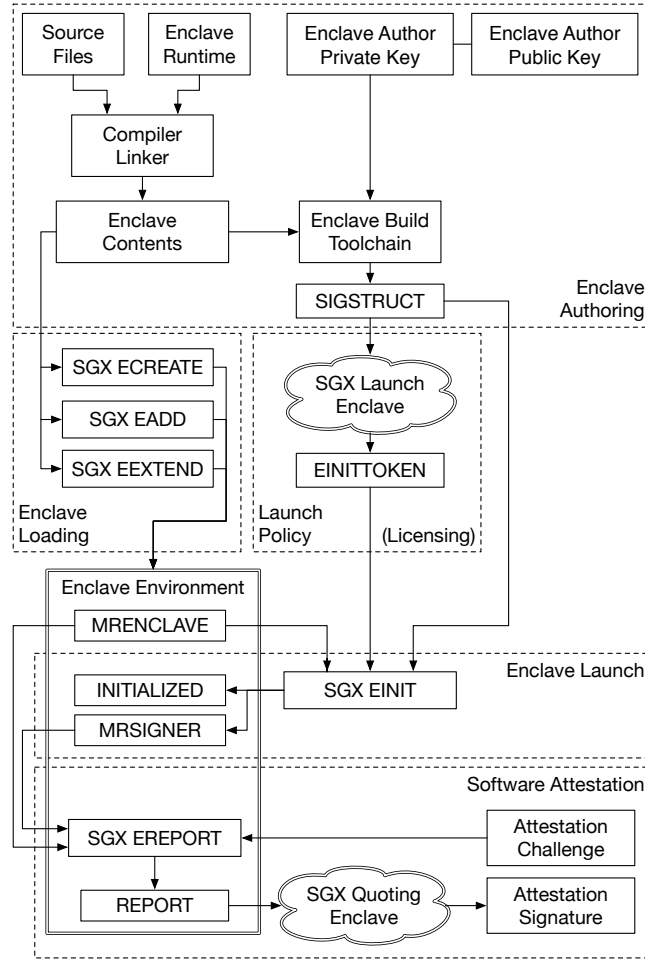 Source
Files
Enclave
Runtime
Enclave Author
Private Key
Enclave Author
Public Key
Compiler
Linker
Enclave
Contents
Enclave Build
Toolchain
SIGSTRUCT
Enclave
Authoring
SGX ECREATE
SGX EADD
SGX EEXTEND
Enclave
Loading
SGX Launch
Enclave
EINITTOKEN
Launch
Policy
(Licensing)
Enclave Environment
MRENCLAVE
Enclave Launch
INITIALIZED
SGX EINIT
MRSIGNER
Software Attestation
SGX EREPORT
Attestation
Challenge
REPORT
SGX Quoting
Enclave
Attestation
Signature